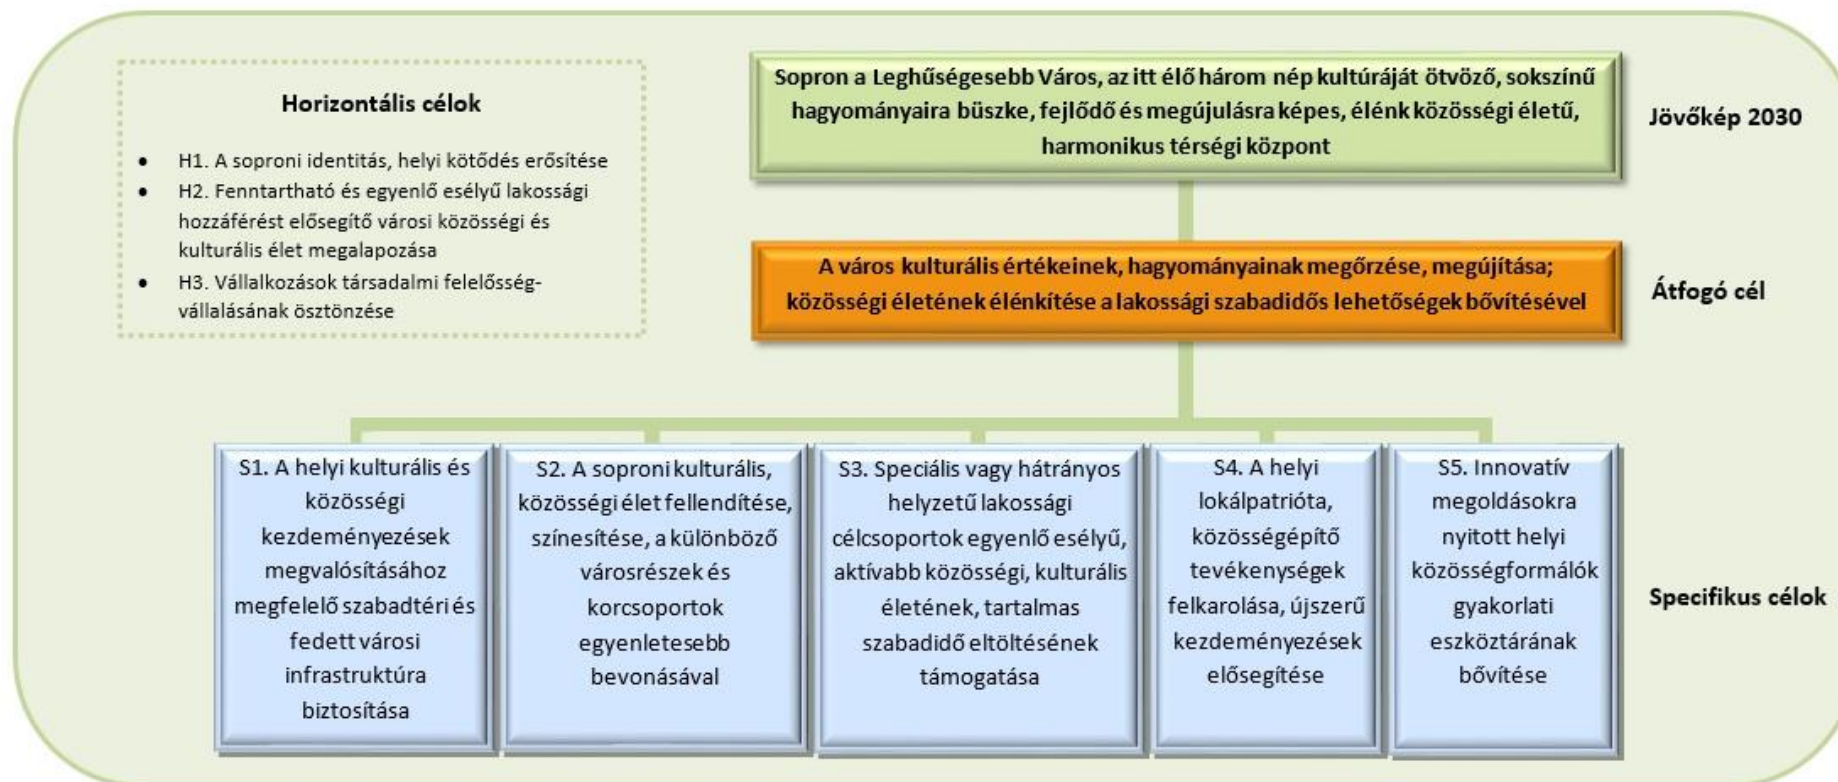 Horizontális célok
• H1. A soproni identitás, helyi kötődés erősítése
• H2. Fenntartható és egyenlő esélyű lakossági
hozzáférést elősegítő városi közösségi és
kulturális élet megalapozása
• H3. Vállalkozások társadalmi felelősség-
vállalásának ösztönzése
Sopron a Leghűségesebb Város, az itt élő három nép kultúráját ötvöző, sokszínű
hagyományaira büszke, fejlődő és megújulásra képes, élénk közösségi életű,
harmonikus térségi központ
Jövőkép 2030
A város kulturális értékeinek, hagyományainak megőrzése, megújítása;
közösségi életének élénkítése a lakossági szabadidős lehetőségek bővítésével
Átfogó cél
S1. A helyi kulturális és
közösségi
kezdeményezések
megvalósításához
megfelelő szabadtéri és
fedett városi
infrastruktúra
biztosítása
S2. A soproni kulturális,
közösségi élet fellendítése,
színesítése, a különböző
városrészek és
korcsoportok
egyenletesebb
bevonásával
S3. Speciális vagy hátrányos
helyzetű lakossági
célcsoportok egyenlő esélyű,
aktívabb közösségi, kulturális
életének, tartalmas
szabadidő eltöltésének
támogatása
S4. A helyi
lokálpatrióta,
közösségépítő
tevékenységek
felkarolása, újszerű
kezdeményezések
elősegítése
S5. Innovatív
megoldásokra
nyitott helyi
közösségformálók
gyakorlati
eszköztárának
bővítése
Specifikus célok